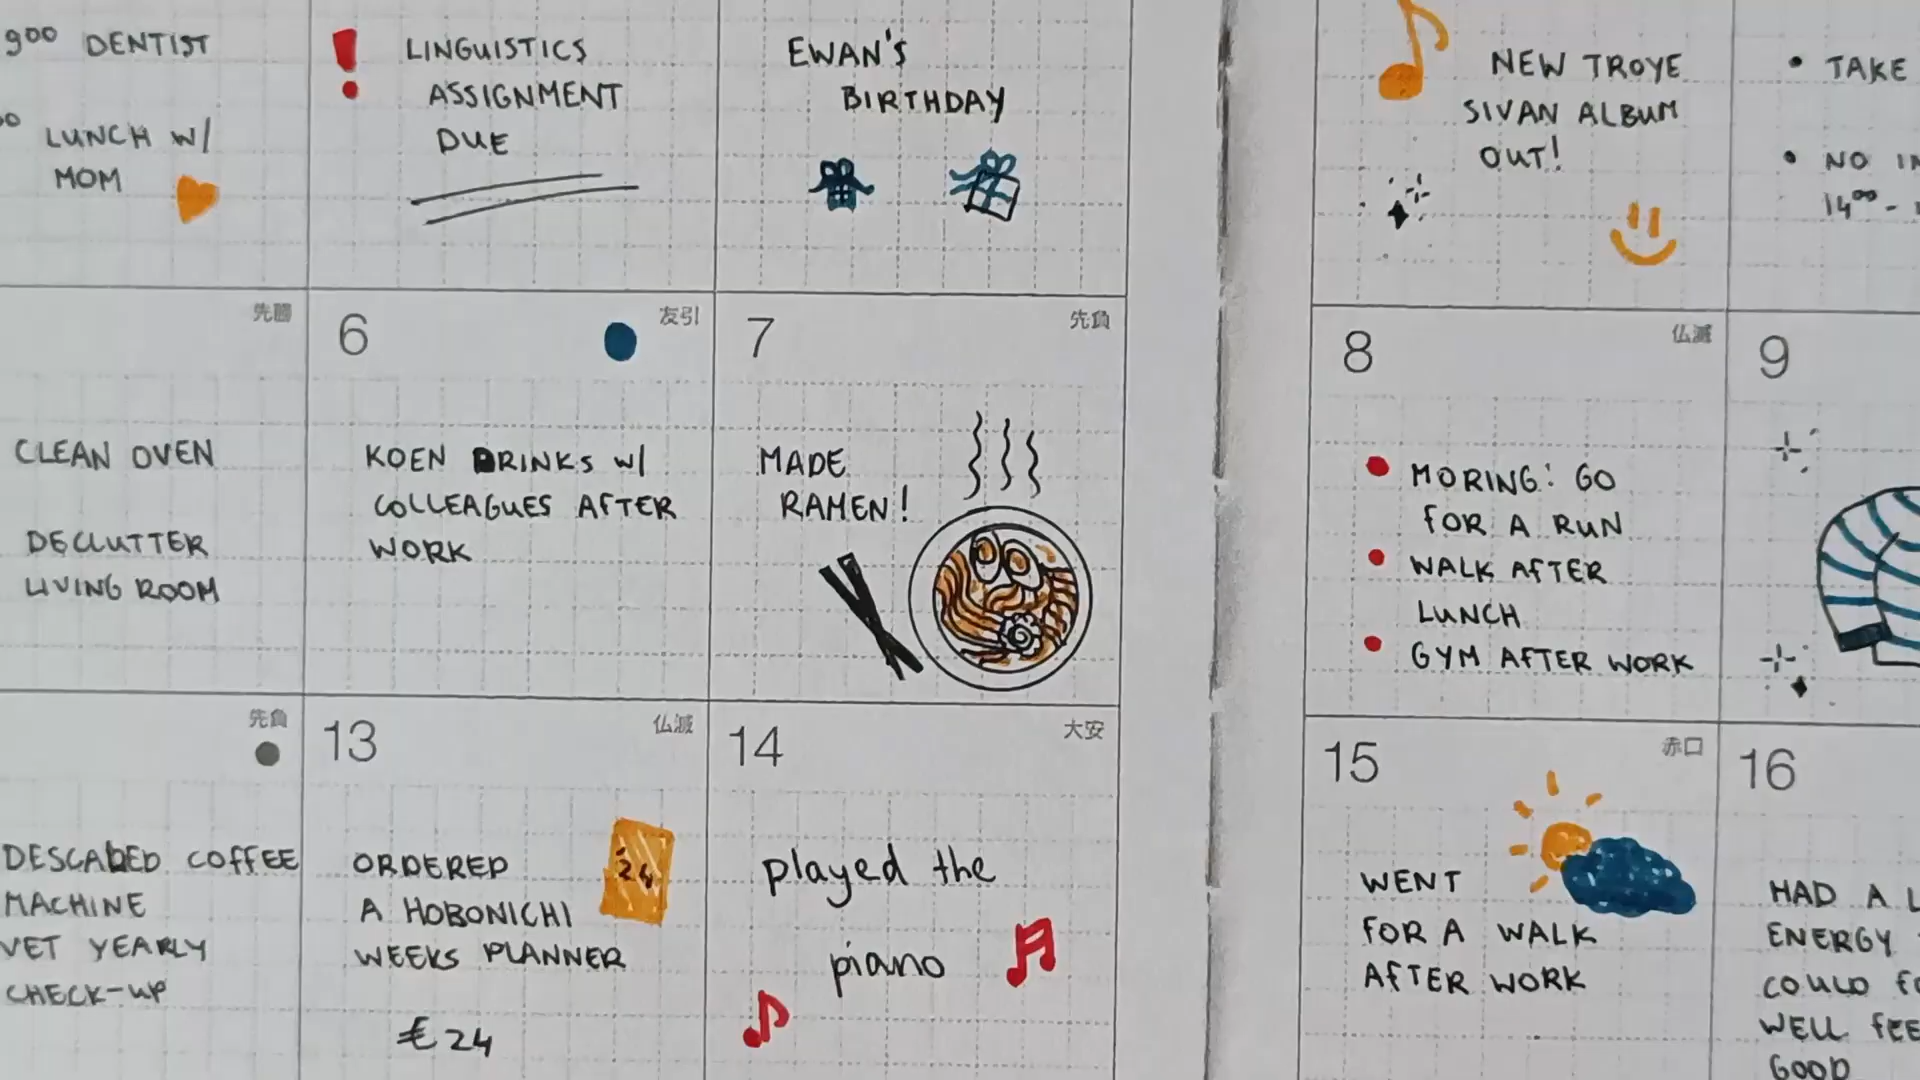 9⁰⁰ DENTIST
LUNCH W/
MOM
LINGUISTICS
ASSIGNMENT
DUE
EWAN'S
BIRTHDAY
NEW TROYE
SIVAN ALBUM
OUT!
• TAKE
• NO
14⁰⁰ -
先勝
CLEAN OVEN
DECLUTTER
LIVING ROOM
6 友引
KOEN DRINKS W/
COLLEAGUES AFTER
WORK
7 先負
MADE
RAMEN!
8 仏滅
• MORING: GO
FOR A RUN
• WALK AFTER
LUNCH
• GYM AFTER WORK
9
先負
DESCALED COFFEE
MACHINE
VET YEARLY
CHECK-UP
13 仏滅
ORDERED
'24
A HOBONICHI
WEEKS PLANNER
€24
14 大安
played the
piano
15 赤口
WENT
FOR A WALK
AFTER WORK
16
HAD A
ENERGY
COULD
WELL
GOOD